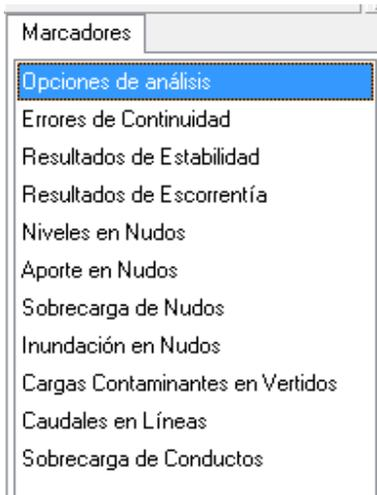 Marcadores
Opciones de análisis
Errores de Continuidad
Resultados de Estabilidad
Resultados de Escorrentía
Niveles en Nudos
Aporte en Nudos
Sobrecarga de Nudos
Inundación en Nudos
Cargas Contaminantes en Vertidos
Caudales en Líneas
Sobrecarga de Conductos